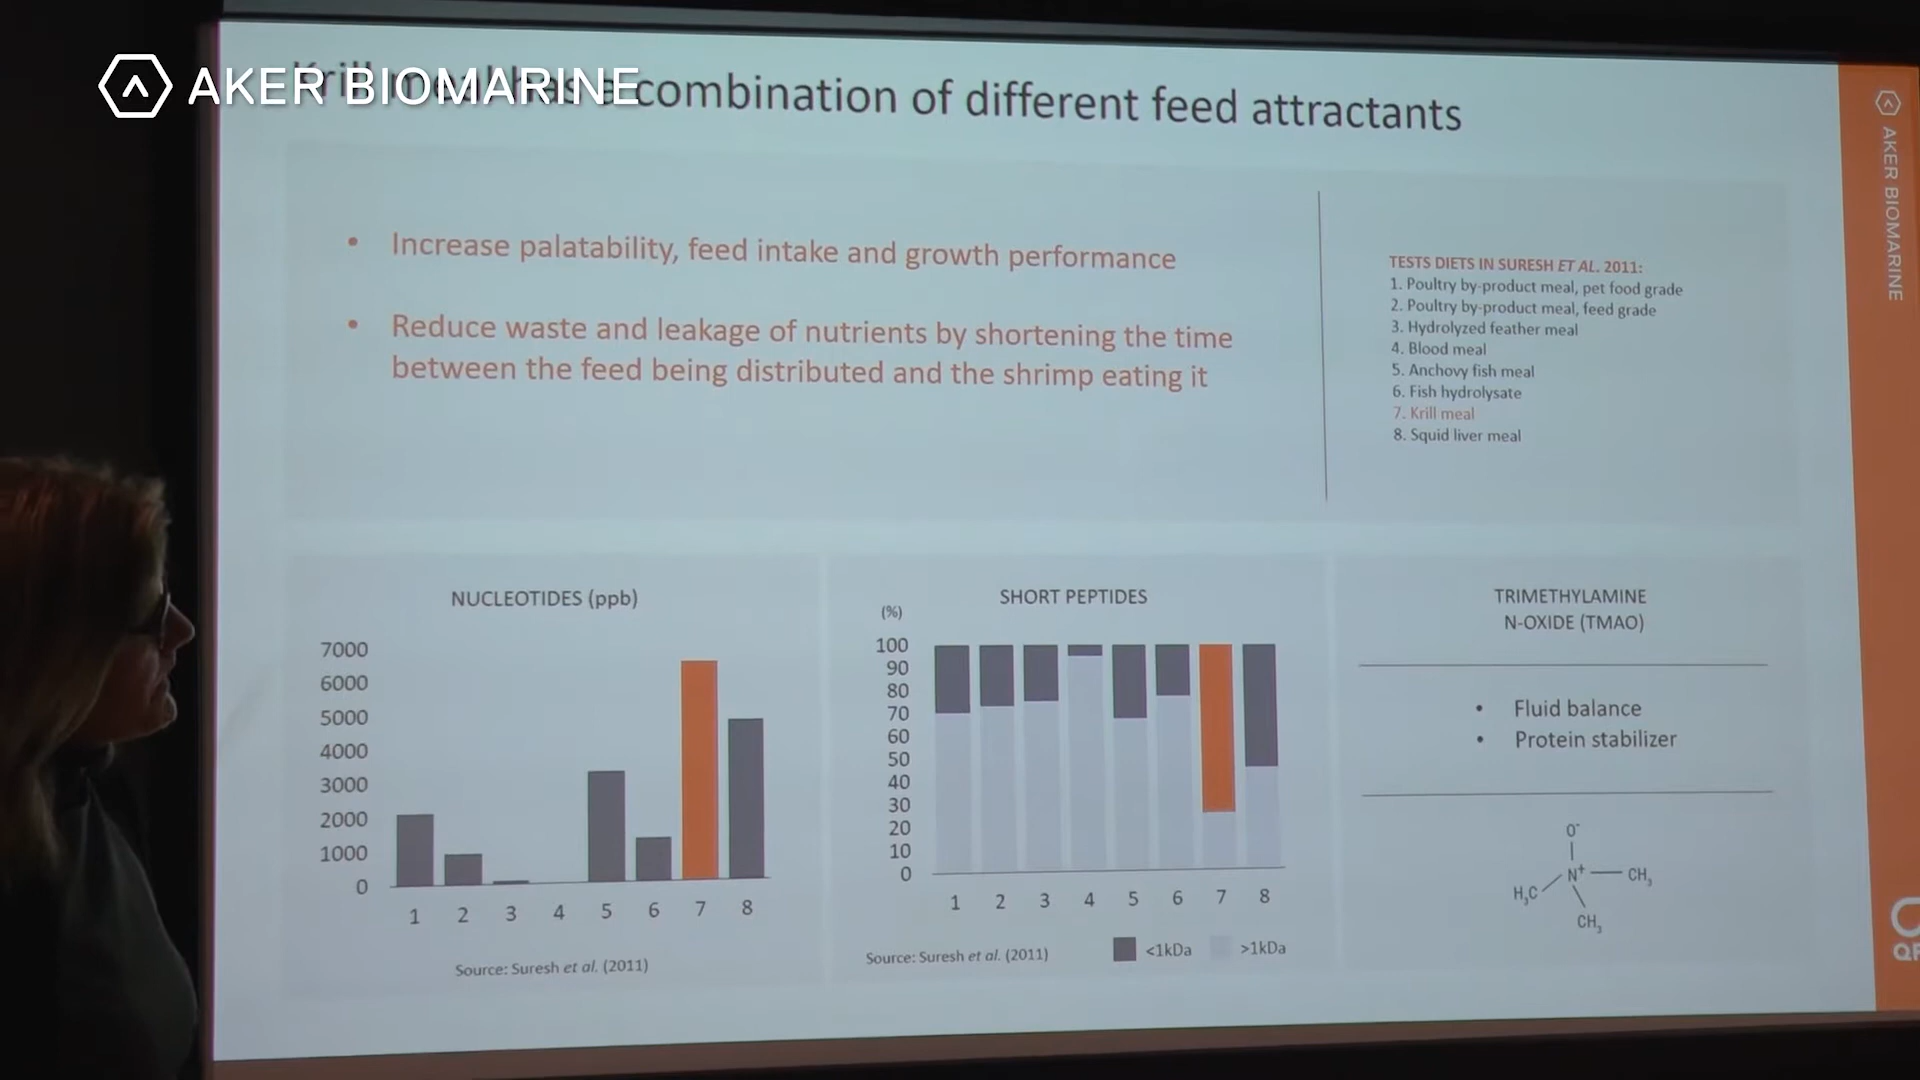 AKER BIOMARINE
combination of different feed attractants
AKER BIOMARINE
• Increase palatability, feed intake and growth performance
• Reduce waste and leakage of nutrients by shortening the time
between the feed being distributed and the shrimp eating it
TESTS DIETS IN SURESH ET AL. 2011:
1. Poultry by-product meal, pet food grade
2. Poultry by-product meal, feed grade
3. Hydrolyzed feather meal
4. Blood meal
5. Anchovy fish meal
6. Fish hydrolysate
7. Krill meal
8. Squid liver meal
NUCLEOTIDES (ppb)
7000
6000
5000
4000
3000
2000
1000
0
1 2 3 4 5 6 7 8
Source: Suresh et al. (2011)
SHORT PEPTIDES
(%)
100
90
80
70
60
50
40
30
20
10
0
1 2 3 4 5 6 7 8
Source: Suresh et al. (2011)
<1kDa >1kDa
TRIMETHYLAMINE
N-OXIDE (TMAO)
• Fluid balance
• Protein stabilizer
O⁻
H₃C N⁺ CH₃
CH₃